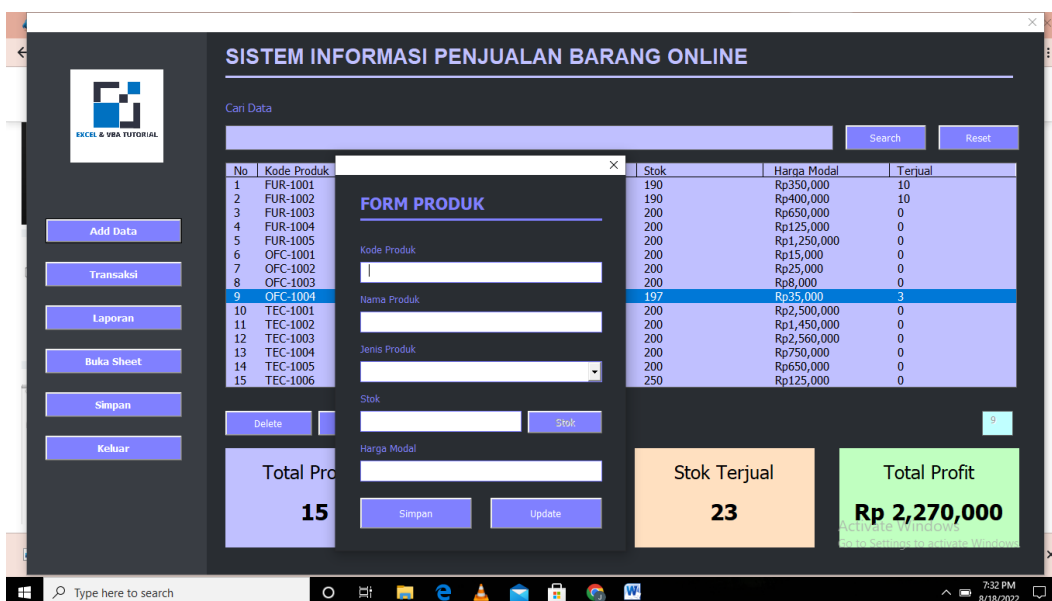 SISTEM INFORMASI PENJUALAN BARANG ONLINE
EXCEL & VBA TUTORIAL
Add Data
Transaksi
Laporan
Buka Sheet
Simpan
Keluar
Cari Data
Search Reset
No Kode Produk Stok Harga Modal Terjual
1 FUR-1001 190 Rp350,000 10
2 FUR-1002 190 Rp400,000 10
3 FUR-1003 200 Rp650,000 0
4 FUR-1004 200 Rp125,000 0
5 FUR-1005 200 Rp1,250,000 0
6 OFC-1001 200 Rp15,000 0
7 OFC-1002 200 Rp25,000 0
8 OFC-1003 200 Rp8,000 0
9 OFC-1004 197 Rp35,000 3
10 TEC-1001 200 Rp2,500,000 0
11 TEC-1002 200 Rp1,450,000 0
12 TEC-1003 200 Rp2,560,000 0
13 TEC-1004 200 Rp750,000 0
14 TEC-1005 200 Rp650,000 0
15 TEC-1006 250 Rp125,000 0
FORM PRODUK
Kode Produk
Nama Produk
Jenis Produk
Stok
Stok
Harga Modal
Simpan Update
Delete
9
Total Pro
15
Stok Terjual
23
Total Profit
Rp 2,270,000
Activate Windows
Go to Settings to activate Windows
Type here to search
7:32 PM
8/18/2022